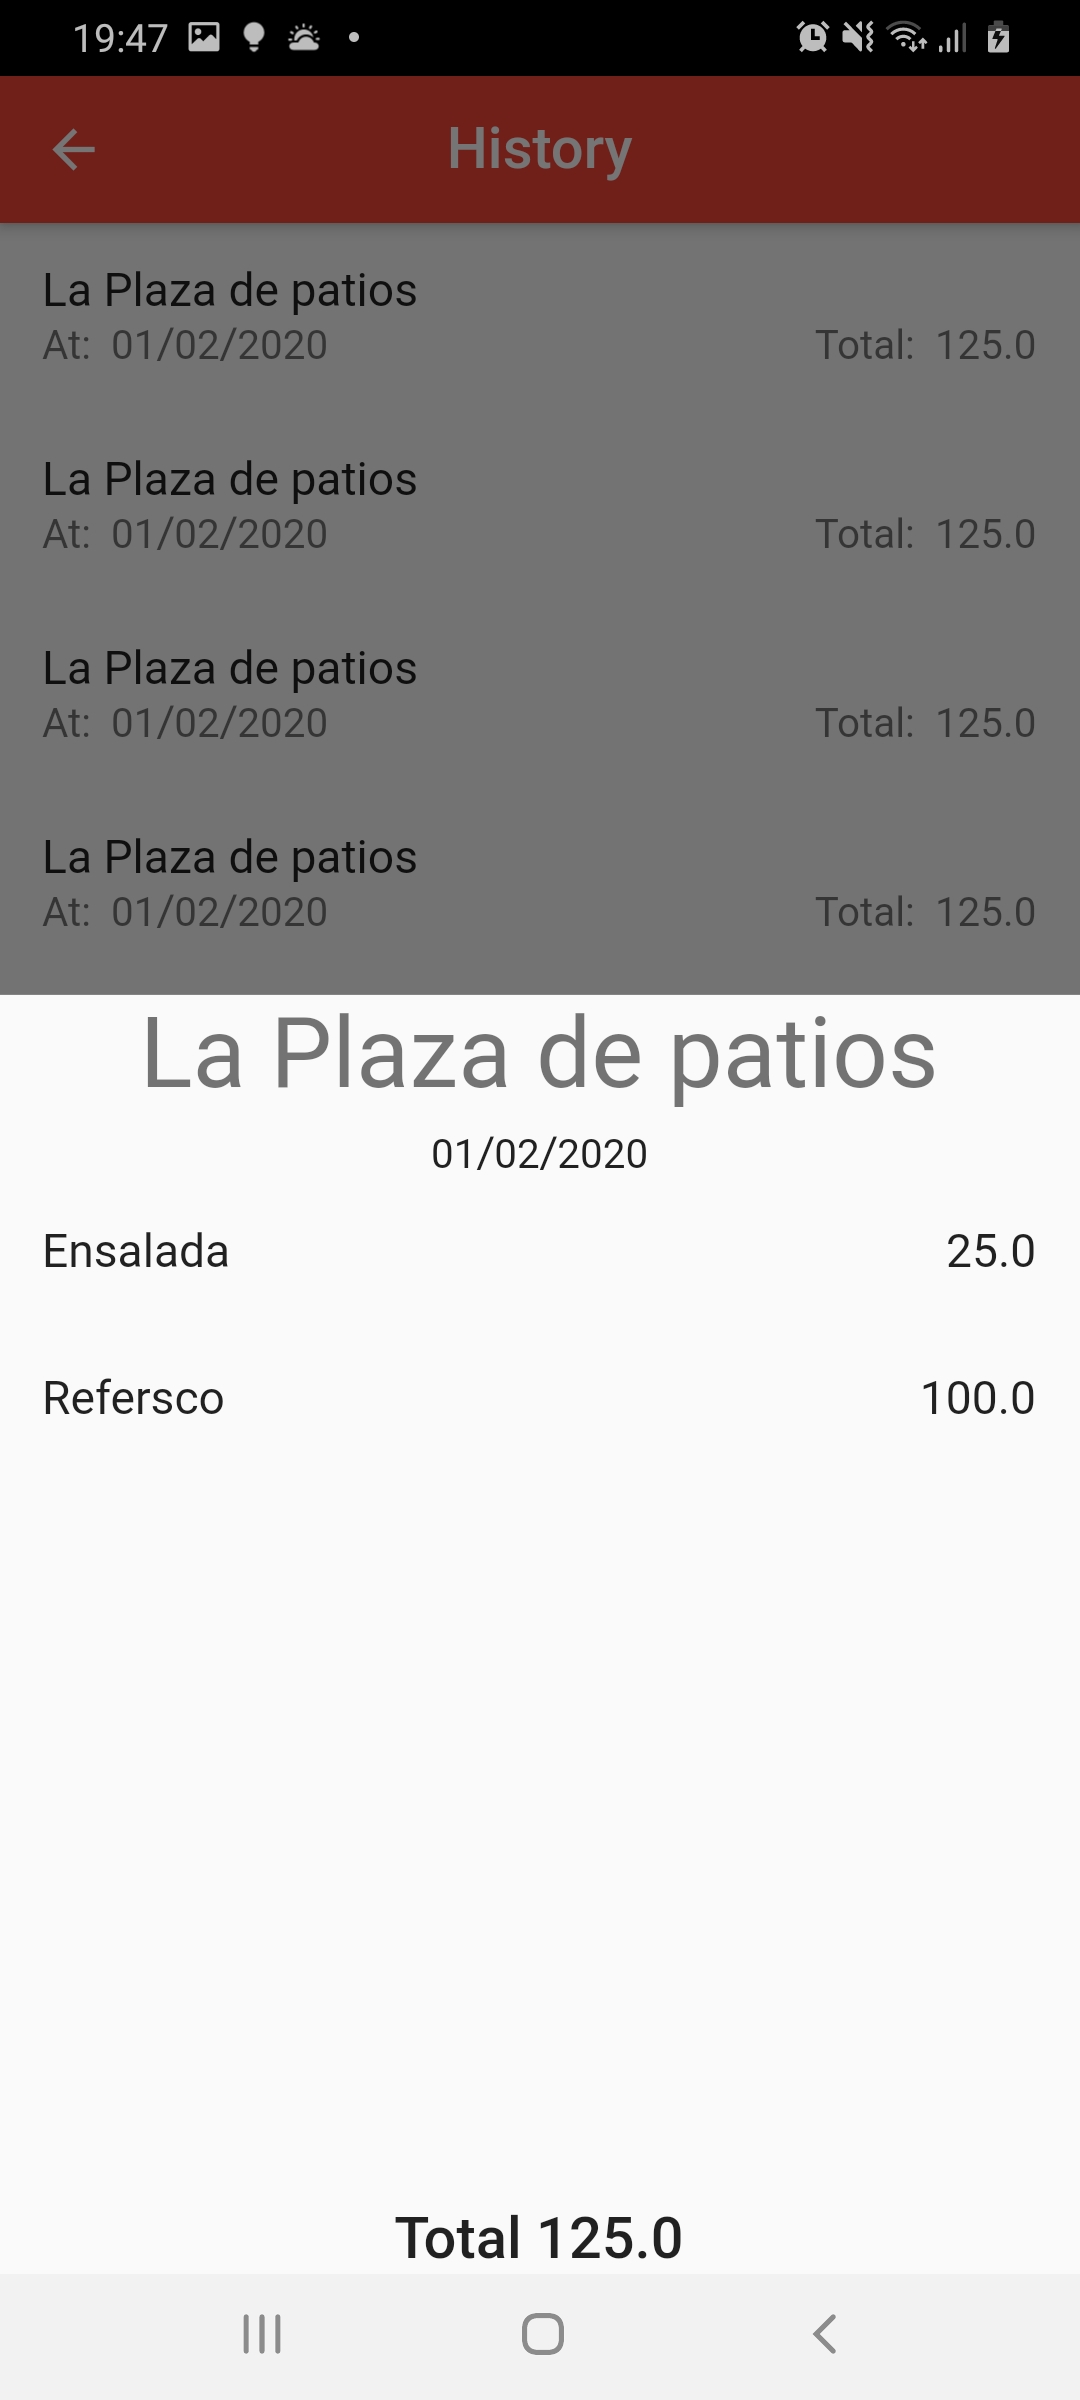 19:47
History
La Plaza de patios
At: 01/02/2020 Total: 125.0
La Plaza de patios
At: 01/02/2020 Total: 125.0
La Plaza de patios
At: 01/02/2020 Total: 125.0
La Plaza de patios
At: 01/02/2020 Total: 125.0
La Plaza de patios
01/02/2020
Ensalada 25.0
Refersco 100.0
Total 125.0